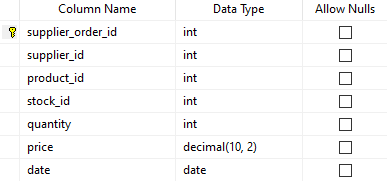 Column Name Data Type Allow Nulls
supplier_order_id int
supplier_id int
product_id int
stock_id int
quantity int
price decimal(10, 2)
date date